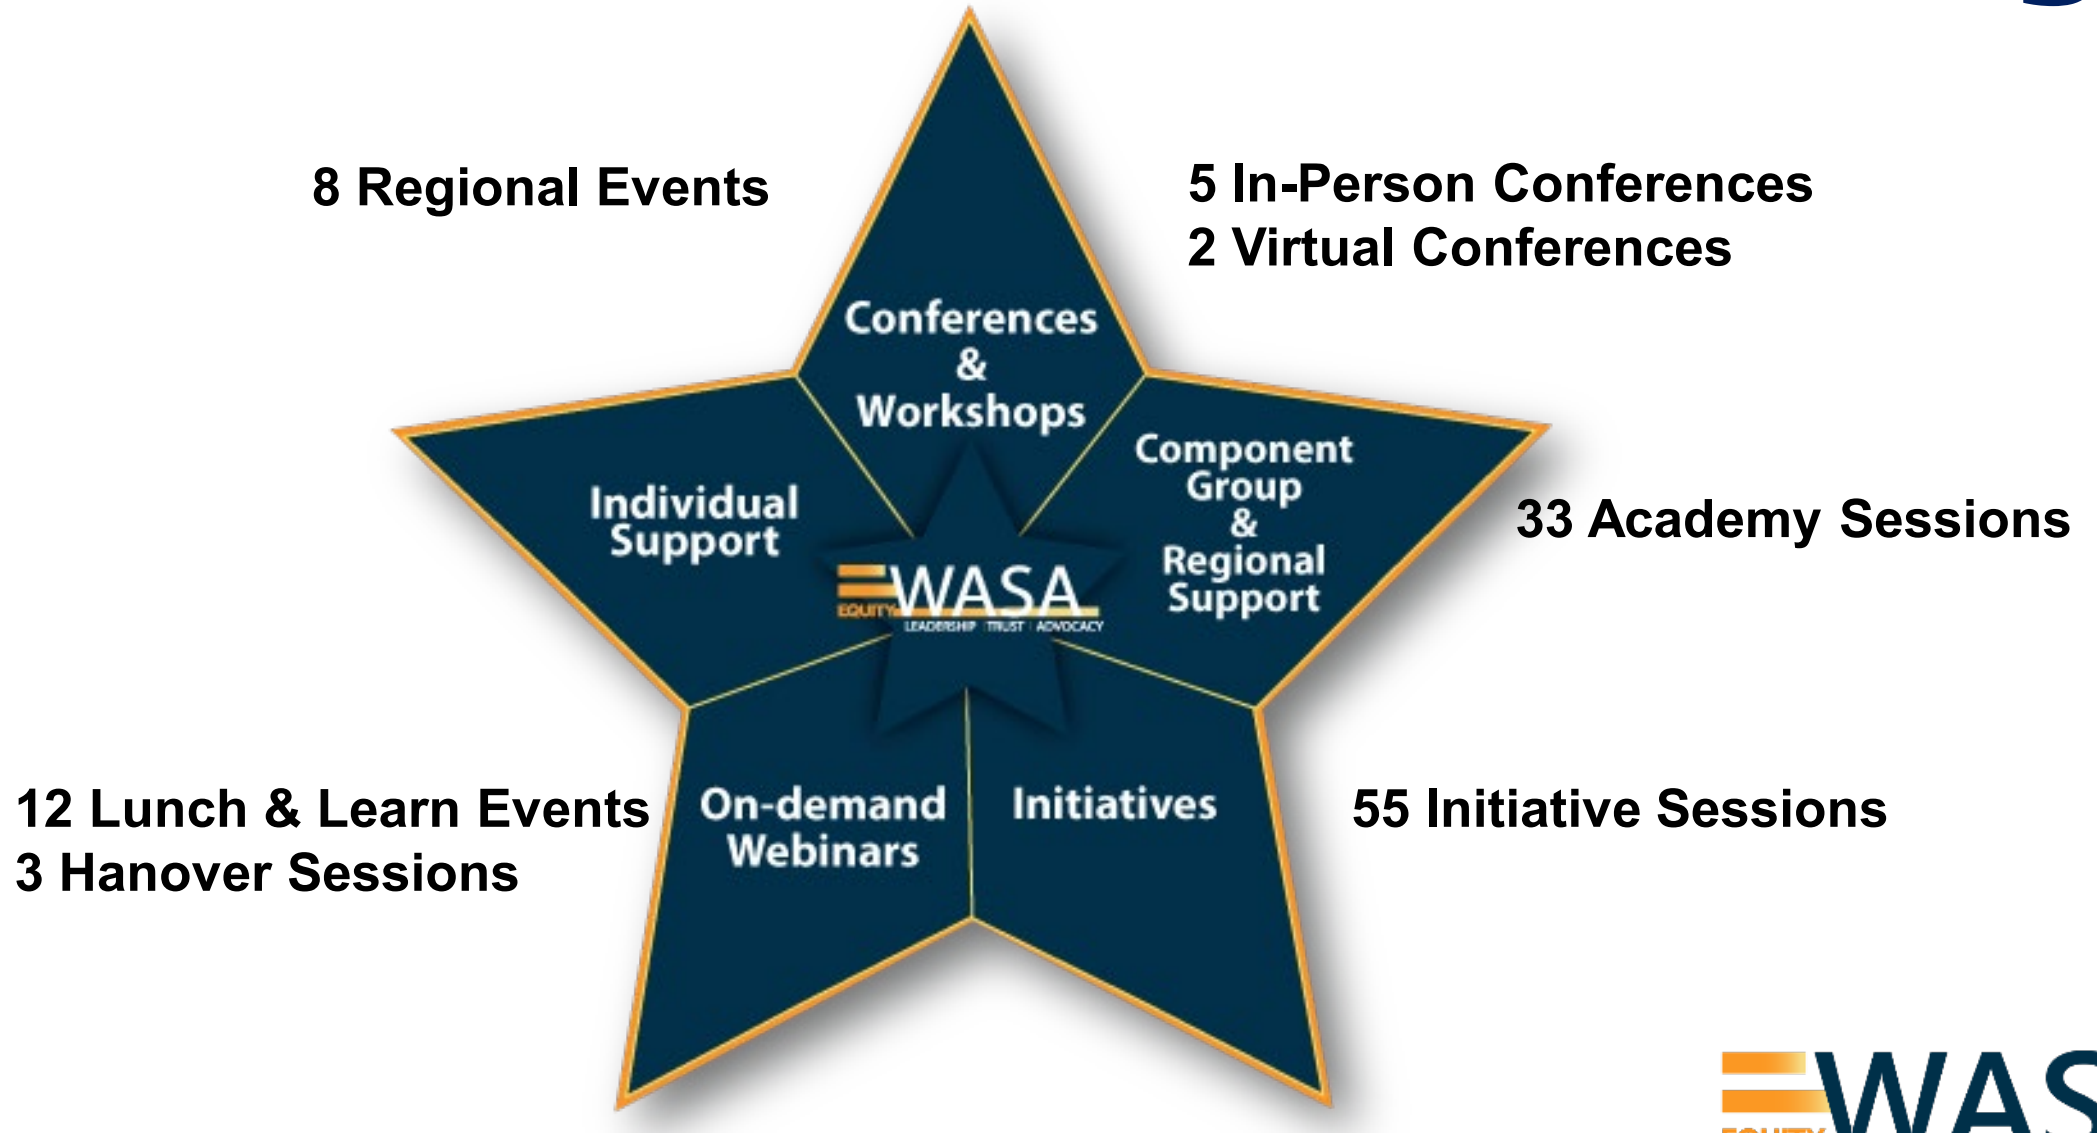 8 Regional Events
5 In-Person Conferences
2 Virtual Conferences
Conferences
&
Workshops
Individual
Support
Component
Group
&
Regional
Support
33 Academy Sessions
WASA
EQUITY
LEADERSHIP | TRUST | ADVOCACY
12 Lunch & Learn Events
3 Hanover Sessions
On-demand
Webinars
Initiatives
55 Initiative Sessions
WAS
EQUITY